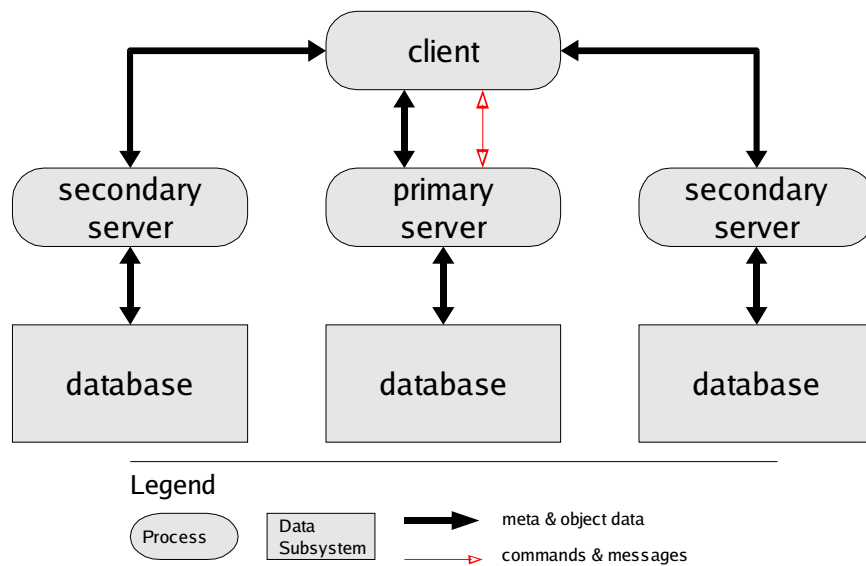 client
secondary
server
primary
server
secondary
server
database
database
database
Legend
Process
Data
Subsystem
meta & object data
commands & messages